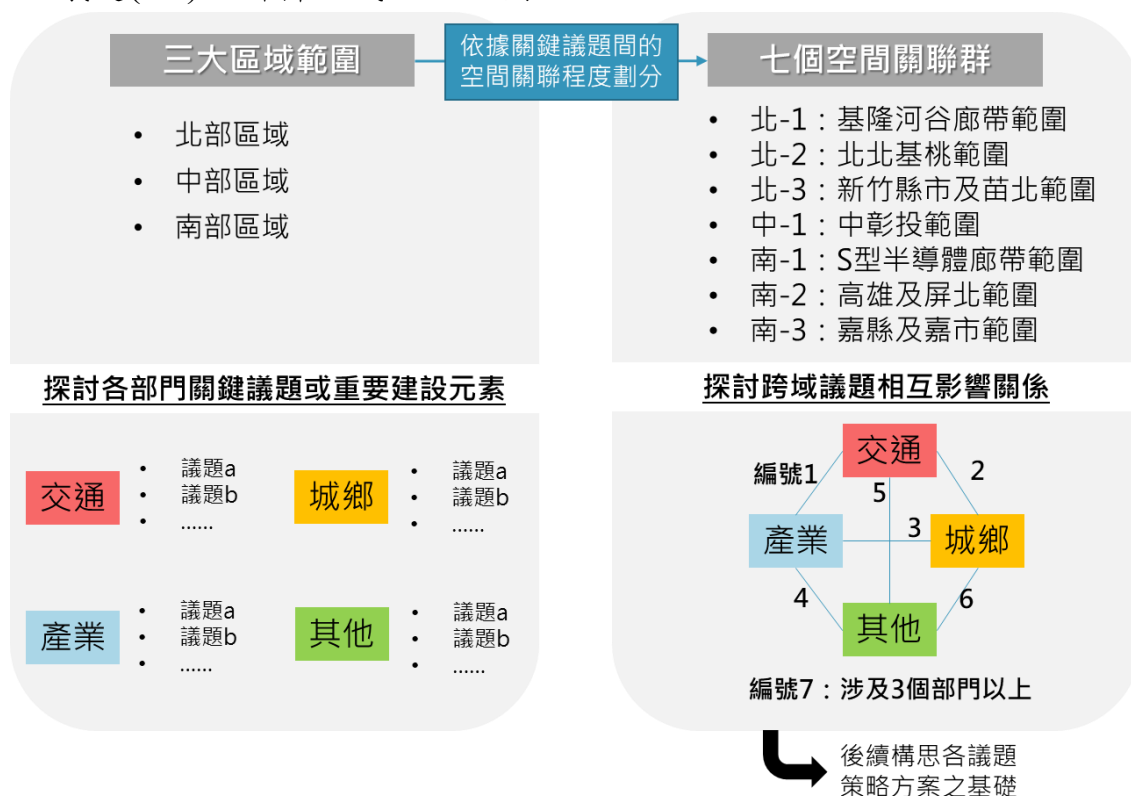 三大區域範圍
依據關鍵議題間的
空間關聯程度劃分
七個空間關聯群
• 北部區域
• 中部區域
• 南部區域
• 北-1：基隆河谷廊帶範圍
• 北-2：北北基桃範圍
• 北-3：新竹縣市及苗北範圍
• 中-1：中彰投範圍
• 南-1：S型半導體廊帶範圍
• 南-2：高雄及屏北範圍
• 南-3：嘉縣及嘉市範圍
探討各部門關鍵議題或重要建設元素
交通
• 議題a
• 議題b
• ......
城鄉
• 議題a
• 議題b
• ......
產業
• 議題a
• 議題b
• ......
其他
• 議題a
• 議題b
• ......
探討跨域議題相互影響關係
交通
編號1
2
5
產業
3
城鄉
4
6
其他
編號7：涉及3個部門以上
後續構思各議題
策略方案之基礎